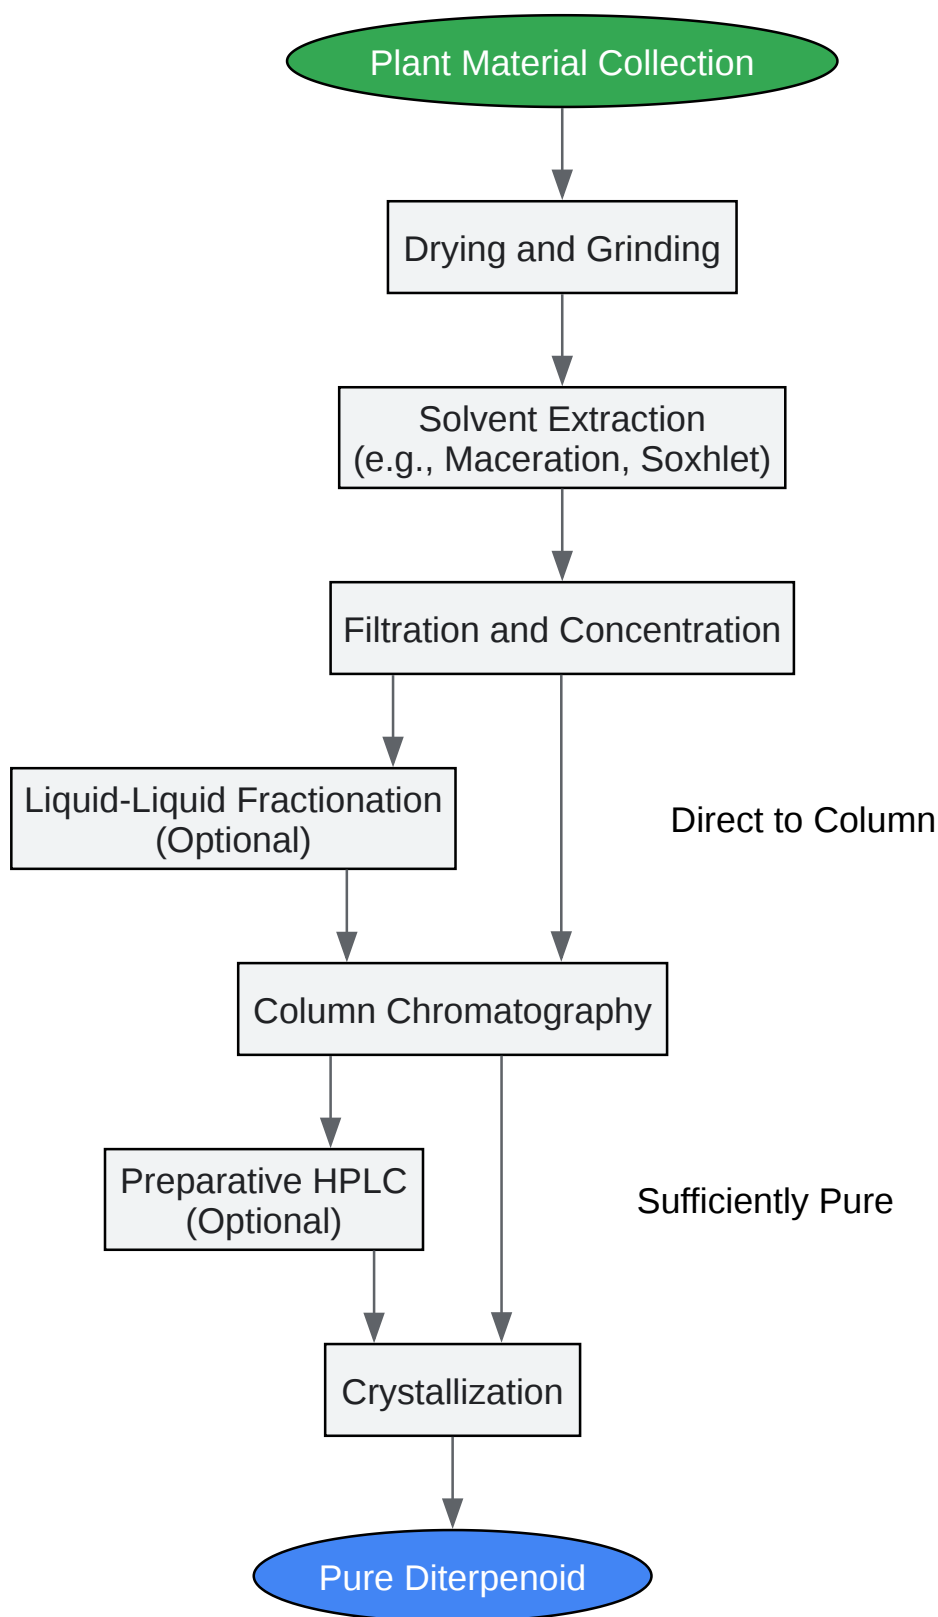 Plant Material Collection
Drying and Grinding
Solvent Extraction
(e.g., Maceration, Soxhlet)
Filtration and Concentration
Liquid-Liquid Fractionation
(Optional)
Direct to Column
Column Chromatography
Preparative HPLC
(Optional)
Sufficiently Pure
Crystallization
Pure Diterpenoid